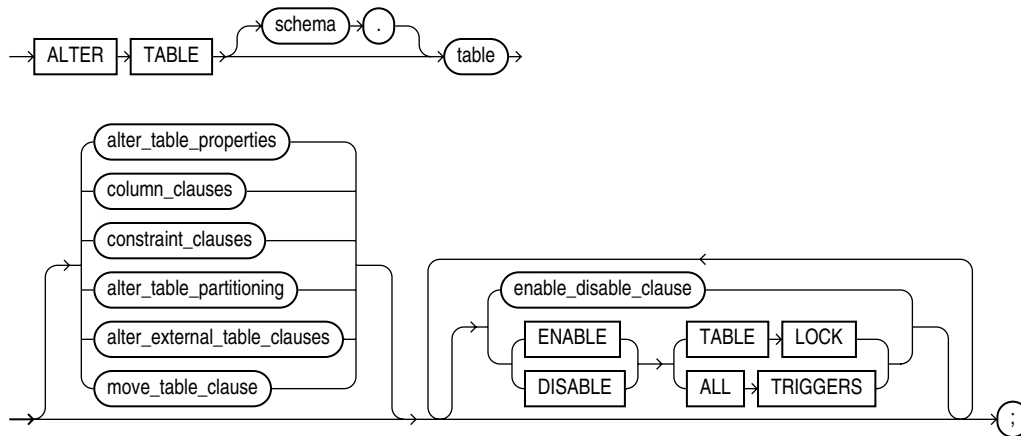 schema .
ALTER TABLE table
alter_table_properties
column_clauses
constraint_clauses
alter_table_partitioning
alter_external_table_clauses
move_table_clause
enable_disable_clause
ENABLE TABLE LOCK
DISABLE ALL TRIGGERS
;